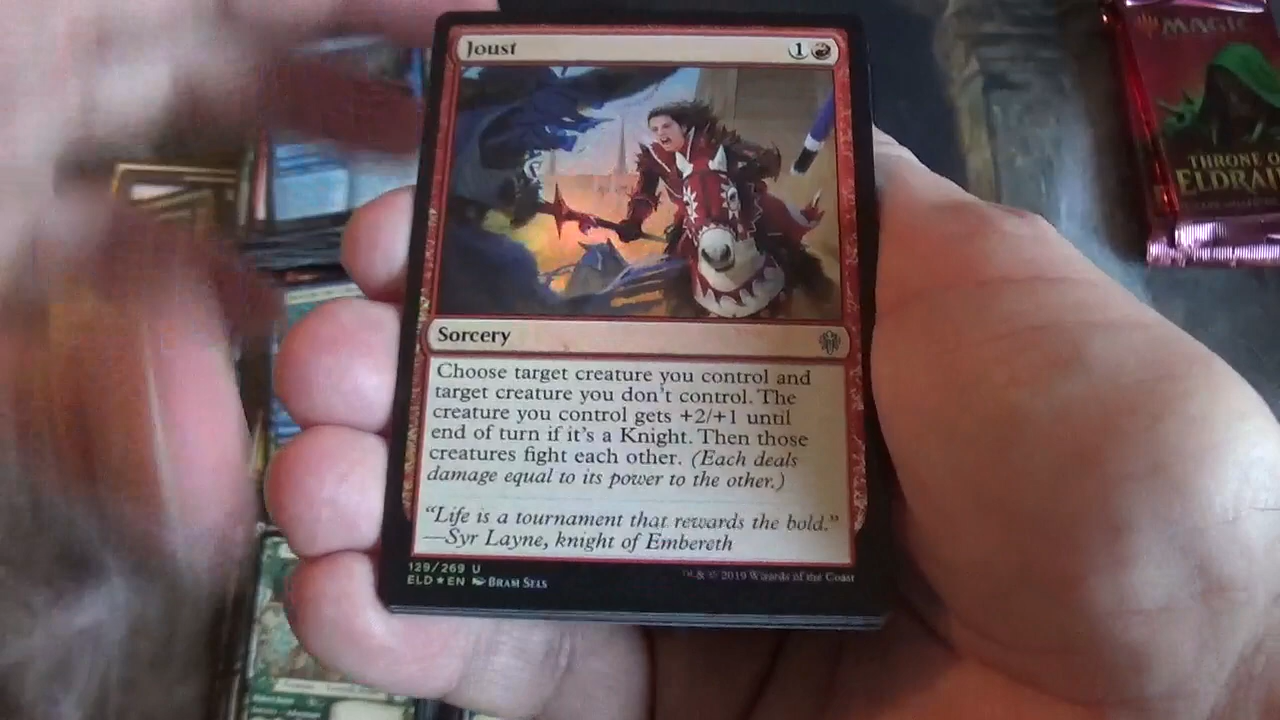 Joust 1
Sorcery
Choose target creature you control and
target creature you don't control. The
creature you control gets +2/+1 until
end of turn if it's a Knight. Then those
creatures fight each other. (Each deals
damage equal to its power to the other.)
"Life is a tournament that rewards the bold."
—Syr Layne, knight of Embereth
129/269 U
ELD ★ EN Bram Sels
™ & © 2019 Wizards of the Coast
MAGIC
THRONE O
ELDRAI